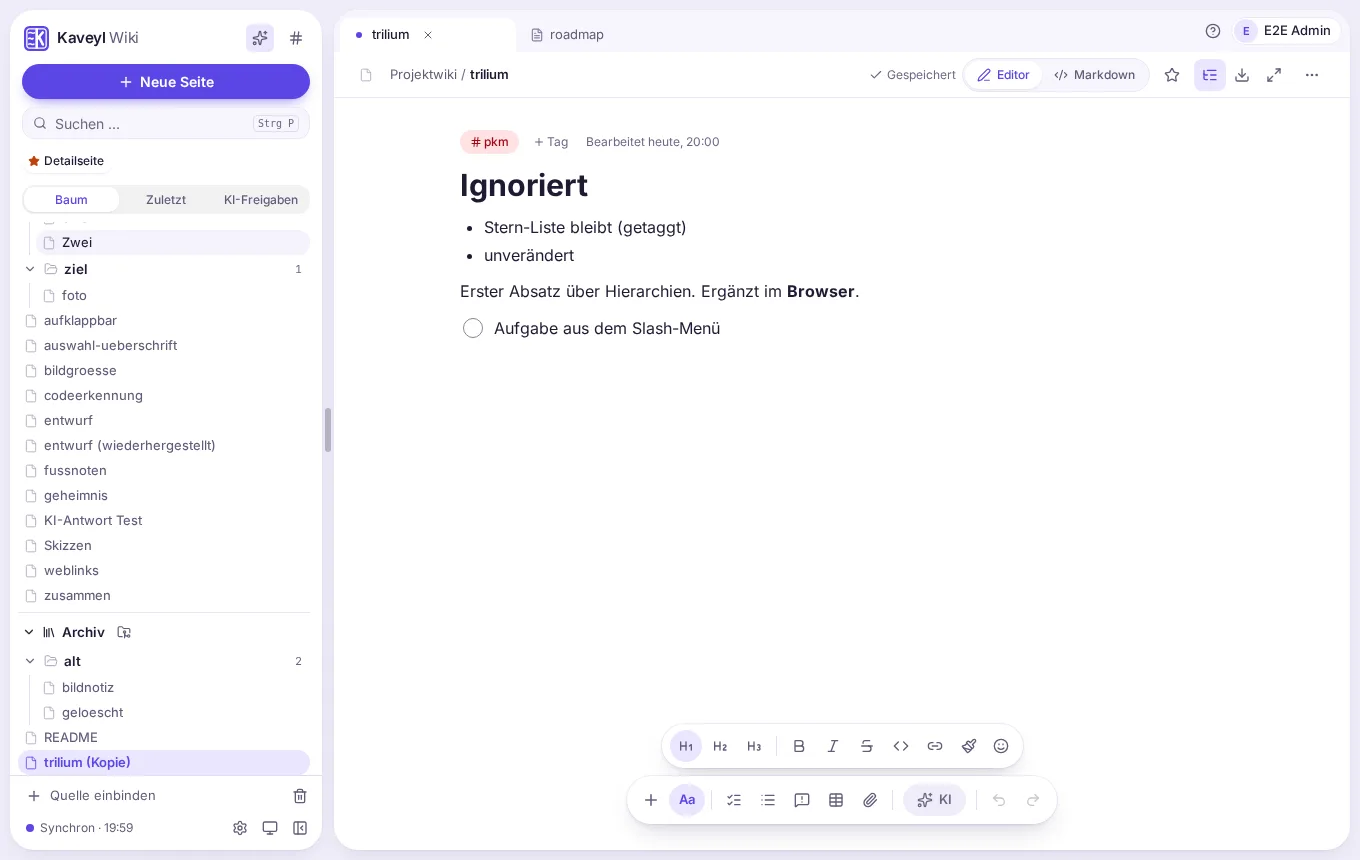 Kaveyl Wiki
Neue Seite
Suchen ...
Strg P
Detailseite
Baum
Zuletzt
KI-Freigaben
Zwei
ziel
1
foto
aufklappbar
auswahl-ueberschrift
bildgroesse
codeerkennung
entwurf
entwurf (wiederhergestellt)
fussnoten
geheimnis
KI-Antwort Test
Skizzen
weblinks
zusammen
Archiv
alt
2
bildnotiz
geloescht
README
trilium (Kopie)
Quelle einbinden
Synchron · 19:59
trilium
roadmap
E
E2E Admin
Projektwiki / trilium
Gespeichert
Editor
Markdown
# pkm
+ Tag
Bearbeitet heute, 20:00
Ignoriert
• Stern-Liste bleibt (getaggt)
• unverändert
Erster Absatz über Hierarchien. Ergänzt im Browser.
Aufgabe aus dem Slash-Menü
H1
H2
H3
Aa
KI